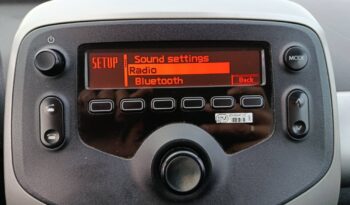 SETUP
Sound settings
Radio
Bluetooth
Back
MODE